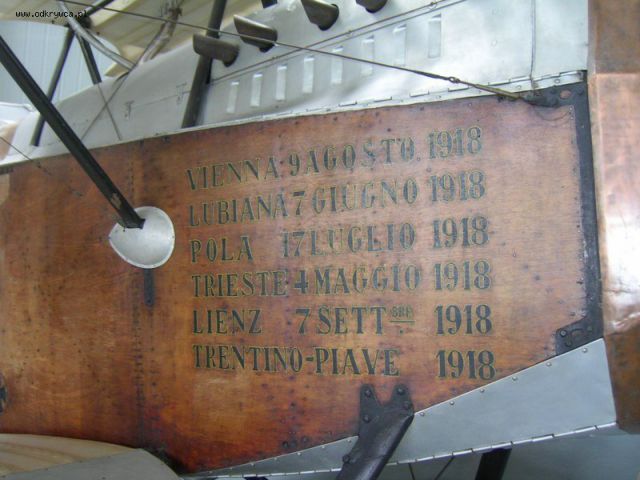 www.odkrywca.pl
VIENNA 9 AGOSTO. 1918
LUBIANA 7 GIUGNO 1918
POLA 17 LUGLIO 1918
TRIESTE 4 MAGGIO 1918
LIENZ 7 SETTBRE 1918
TRENTINO-PIAVE 1918